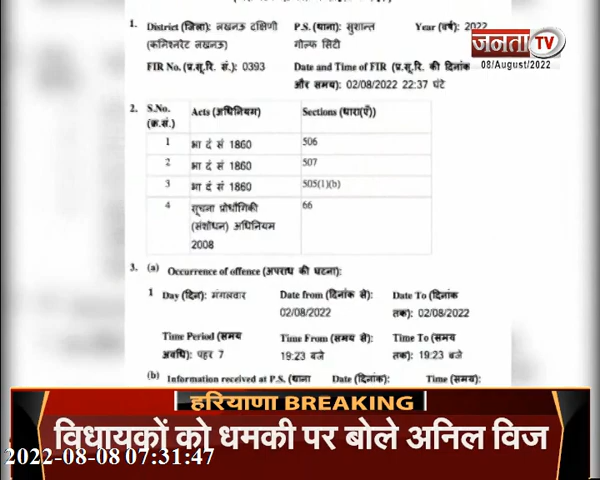 1. District (जिला): लखनऊ दक्षिणी P.S. (थाना): सुशान्त Year (वर्ष): 2022
(कमिश्नरेट लखनऊ) गोल्फ सिटी
जनता TV
08/August/2022
FIR No. (प्र.सू.रि. सं.): 0393 Date and Time of FIR (प्र.सू.रि. की दिनांक
और समय): 02/08/2022 22:37 घंटे
2. S.No. Acts (अधिनियम) Sections (धारा(एँ))
(क्र.सं.)
1 भा दं सं 1860 506
2 भा दं सं 1860 507
3 भा दं सं 1860 505(1)(b)
4 सूचना प्रौद्यौगिकी 66
(संशोधन) अधिनियम
2008
3. (a) Occurrence of offence (अपराध की घटना):
1 Day (दिन): मंगलवार Date from (दिनांक से): Date To (दिनांक
02/08/2022 तक): 02/08/2022
Time Period (समय Time From (समय से): Time To (समय
अवधि): पहर 7 19:23 बजे तक): 19:23 बजे
(b) Information received at P.S. (थाना Date (दिनांक): Time (समय):
हरियाणा BREAKING
विधायकों को धमकी पर बोले अनिल विज
2022-08-08 07:31:47